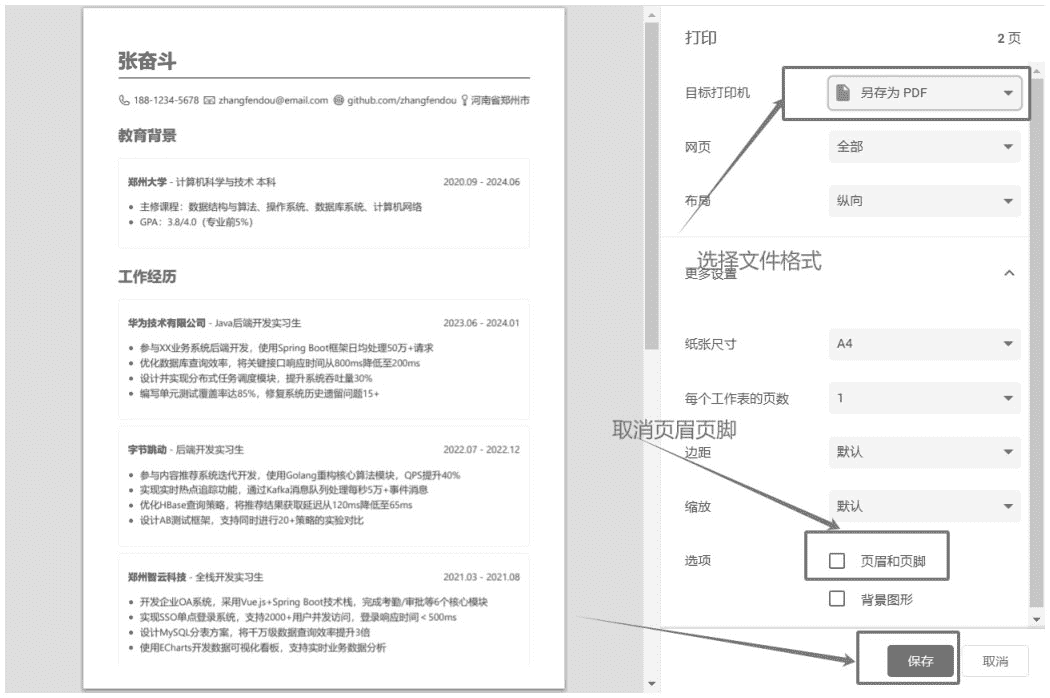 张奋斗
188-1234-5678 zhangfendou@email.com github.com/zhangfendou 河南省郑州市
教育背景
郑州大学 - 计算机科学与技术 本科 2020.09 - 2024.06
主修课程：数据结构与算法、操作系统、数据库系统、计算机网络
GPA：3.8/4.0（专业前5%）
工作经历
华为技术有限公司 - Java后端开发实习生 2023.06 - 2024.01
参与XX业务系统后端开发，使用Spring Boot框架日均处理50万+请求
优化数据库查询效率，将关键接口响应时间从800ms降低至200ms
设计并实现分布式任务调度模块，提升系统吞吐量30%
编写单元测试覆盖率达85%，修复系统历史遗留问题15+
字节跳动 - 后端开发实习生 2022.07 - 2022.12
参与内容推荐系统迭代开发，使用Golang重构核心算法模块，QPS提升40%
实现实时热点追踪功能，通过Kafka消息队列处理每秒5万+事件消息
优化HBase查询策略，将推荐结果获取延迟从120ms降低至65ms
设计AB测试框架，支持同时进行20+策略的实验对比
郑州智云科技 - 全栈开发实习生 2021.03 - 2021.08
开发企业OA系统，采用Vue.js+Spring Boot技术栈，完成考勤/审批等6个核心模块
实现SSO单点登录系统，支持2000+用户并发访问，登录响应时间 < 500ms
设计MySQL分表方案，将千万级数据查询效率提升3倍
使用ECharts开发数据可视化看板，支持实时业务数据分析
打印 2 页
目标打印机 另存为 PDF
网页 全部
布局 纵向
选择文件格式
更多设置
纸张尺寸 A4
每个工作表的页数 1
取消页眉页脚
边距 默认
缩放 默认
选项 页眉和页脚
背景图形
保存 取消